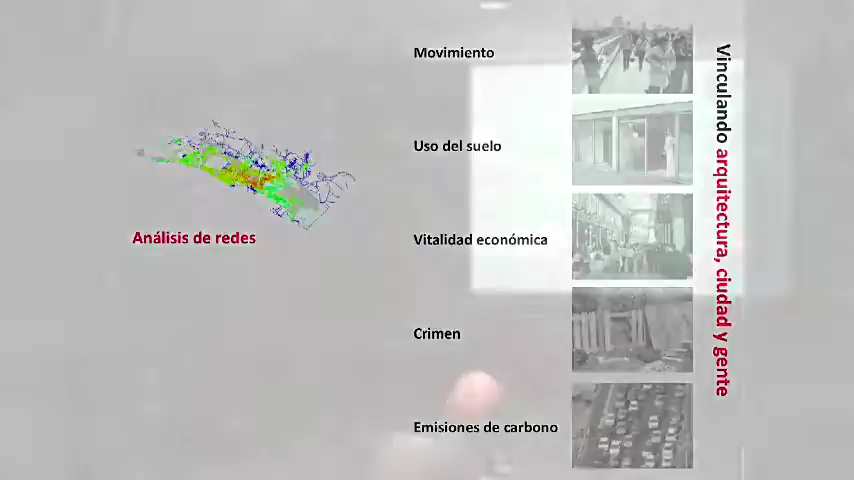 Movimiento
Uso del suelo
Análisis de redes
Vitalidad económica
Crimen
Emisiones de carbono
Vinculando arquitectura, ciudad y gente